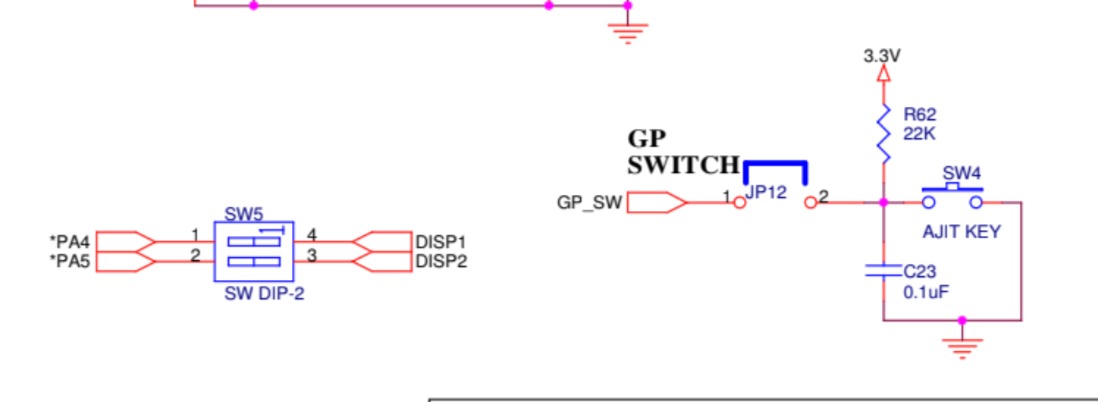 3.3V
R62
22K
GP
SWITCH
JP12
SW4
GP_SW
1
2
AJIT KEY
SW5
*PA4
1
4
DISP1
*PA5
2
3
DISP2
SW DIP-2
C23
0.1uF